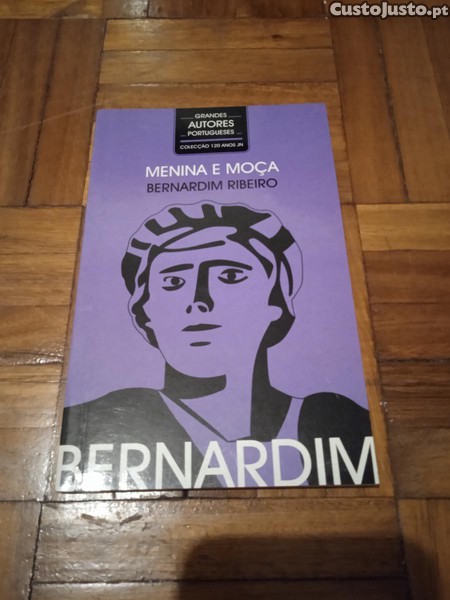 CustoJusto.pt
GRANDES
AUTORES
PORTUGUESES
COLECÇÃO 120 ANOS JN
MENINA E MOÇA
BERNARDIM RIBEIRO
BERNARDIM